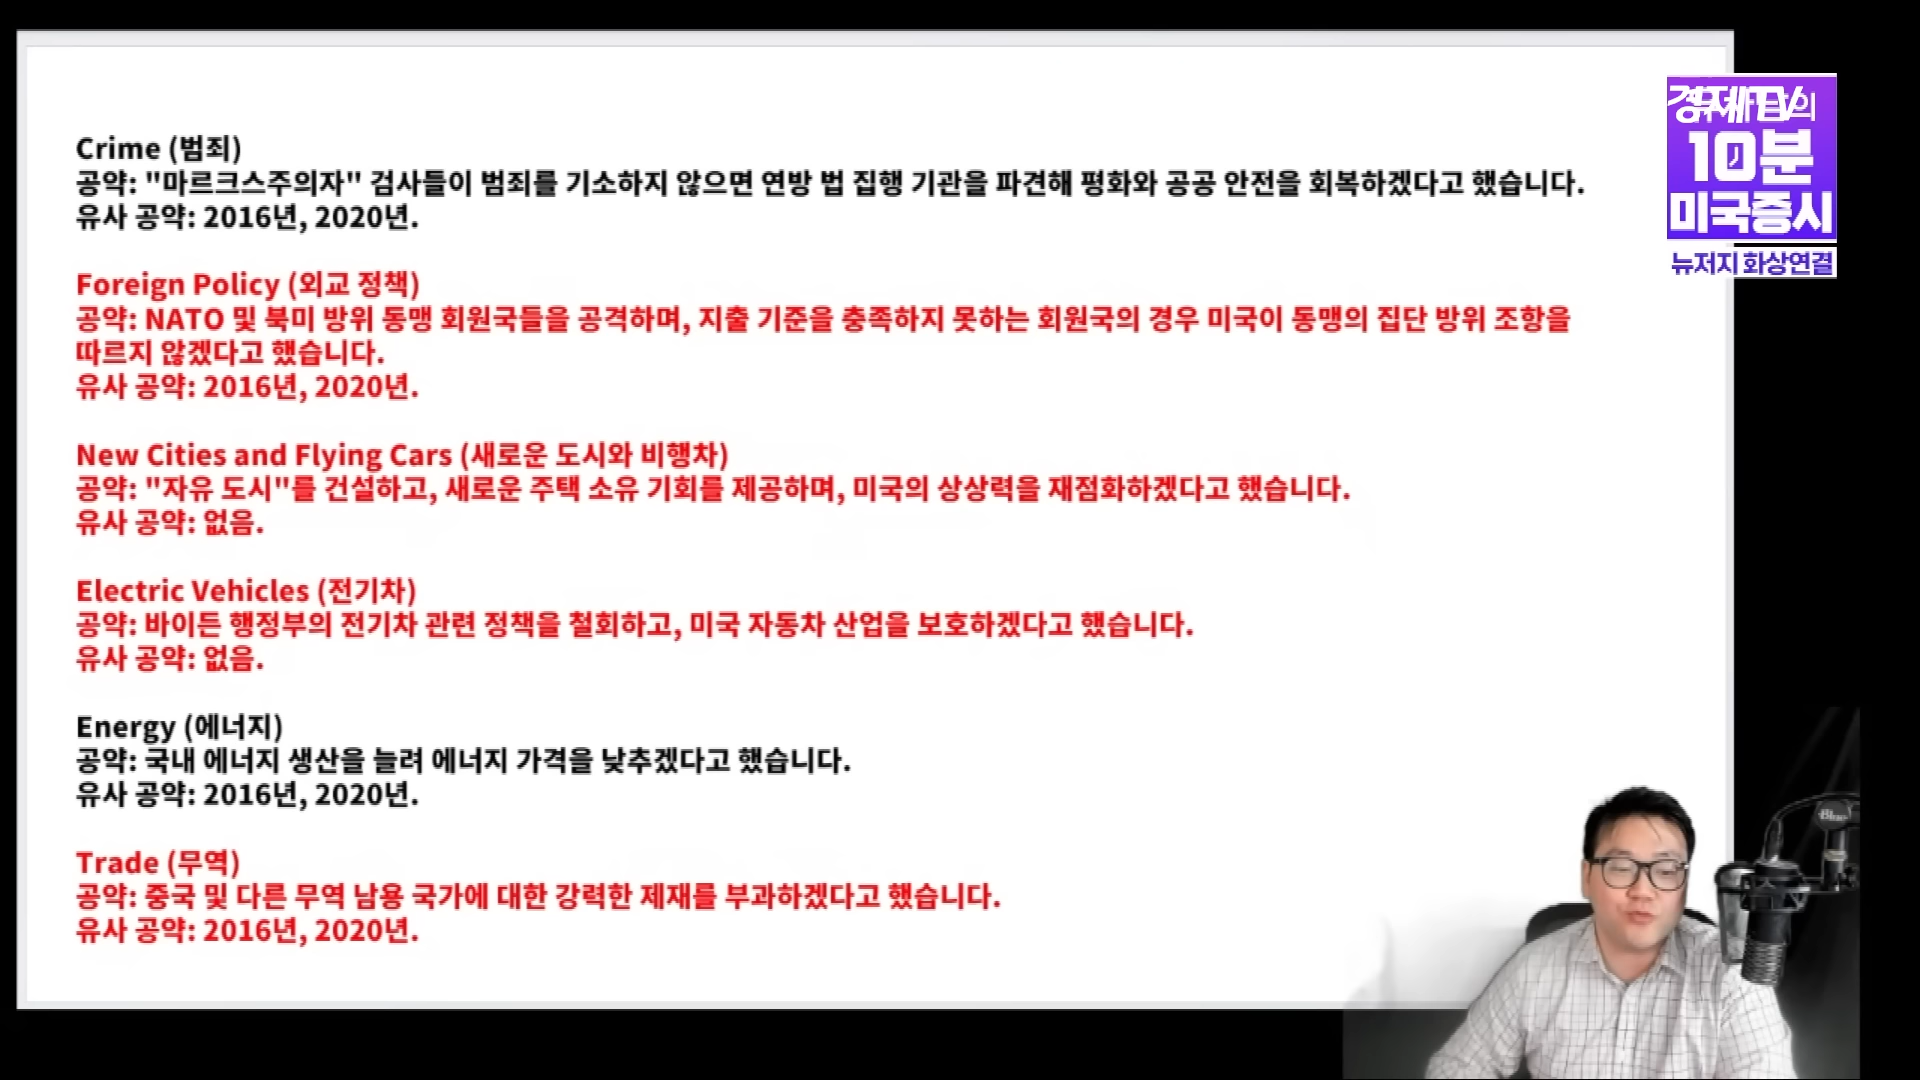 Crime (범죄)
공약: "마르크스주의자" 검사들이 범죄를 기소하지 않으면 연방 법 집행 기관을 파견해 평화와 공공 안전을 회복하겠다고 했습니다.
유사 공약: 2016년, 2020년.
Foreign Policy (외교 정책)
공약: NATO 및 북미 방위 동맹 회원국들을 공격하며, 지출 기준을 충족하지 못하는 회원국의 경우 미국이 동맹의 집단 방위 조항을
따르지 않겠다고 했습니다.
유사 공약: 2016년, 2020년.
New Cities and Flying Cars (새로운 도시와 비행차)
공약: "자유 도시"를 건설하고, 새로운 주택 소유 기회를 제공하며, 미국의 상상력을 재점화하겠다고 했습니다.
유사 공약: 없음.
Electric Vehicles (전기차)
공약: 바이든 행정부의 전기차 관련 정책을 철회하고, 미국 자동차 산업을 보호하겠다고 했습니다.
유사 공약: 없음.
Energy (에너지)
공약: 국내 에너지 생산을 늘려 에너지 가격을 낮추겠다고 했습니다.
유사 공약: 2016년, 2020년.
Trade (무역)
공약: 중국 및 다른 무역 남용 국가에 대한 강력한 제재를 부과하겠다고 했습니다.
유사 공약: 2016년, 2020년.
경제TV
10분
미국증시
뉴저지 화상연결
Blue